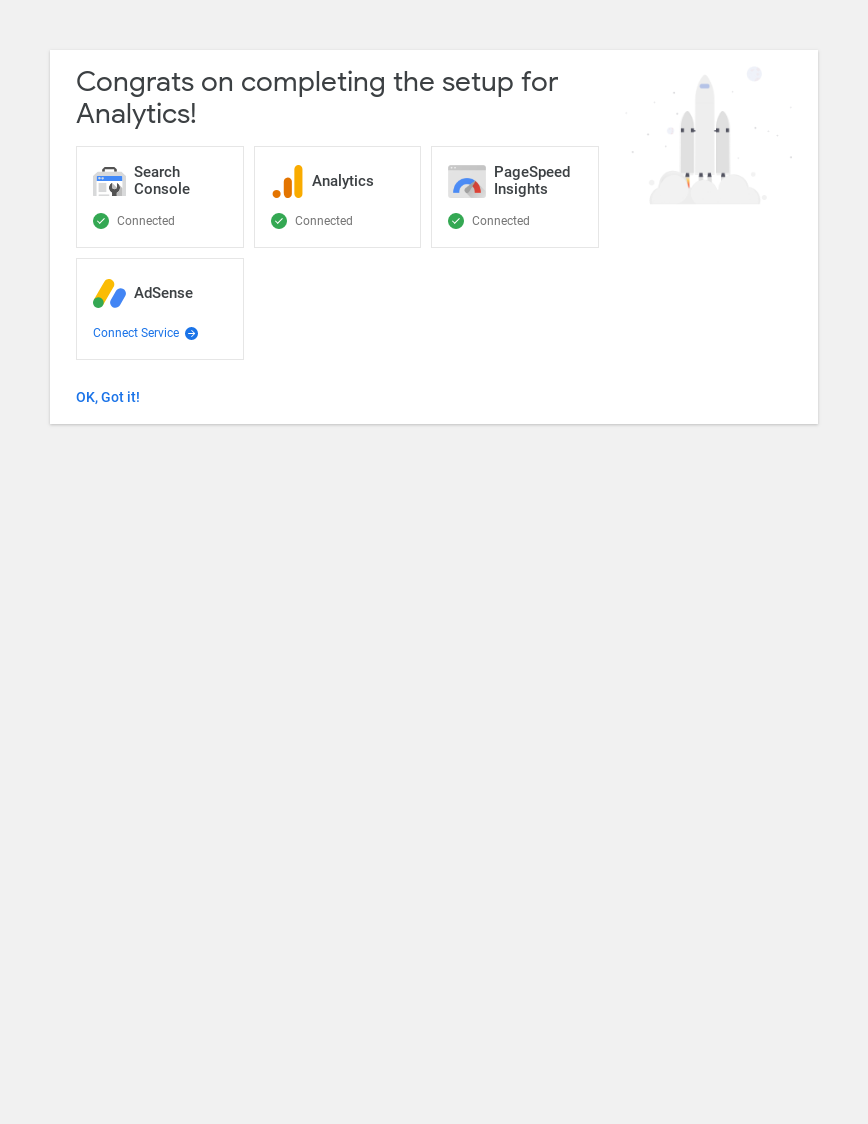 Congrats on completing the setup for
Analytics!
Search
Console
Connected
Analytics
Connected
PageSpeed
Insights
Connected
AdSense
Connect Service
OK, Got it!